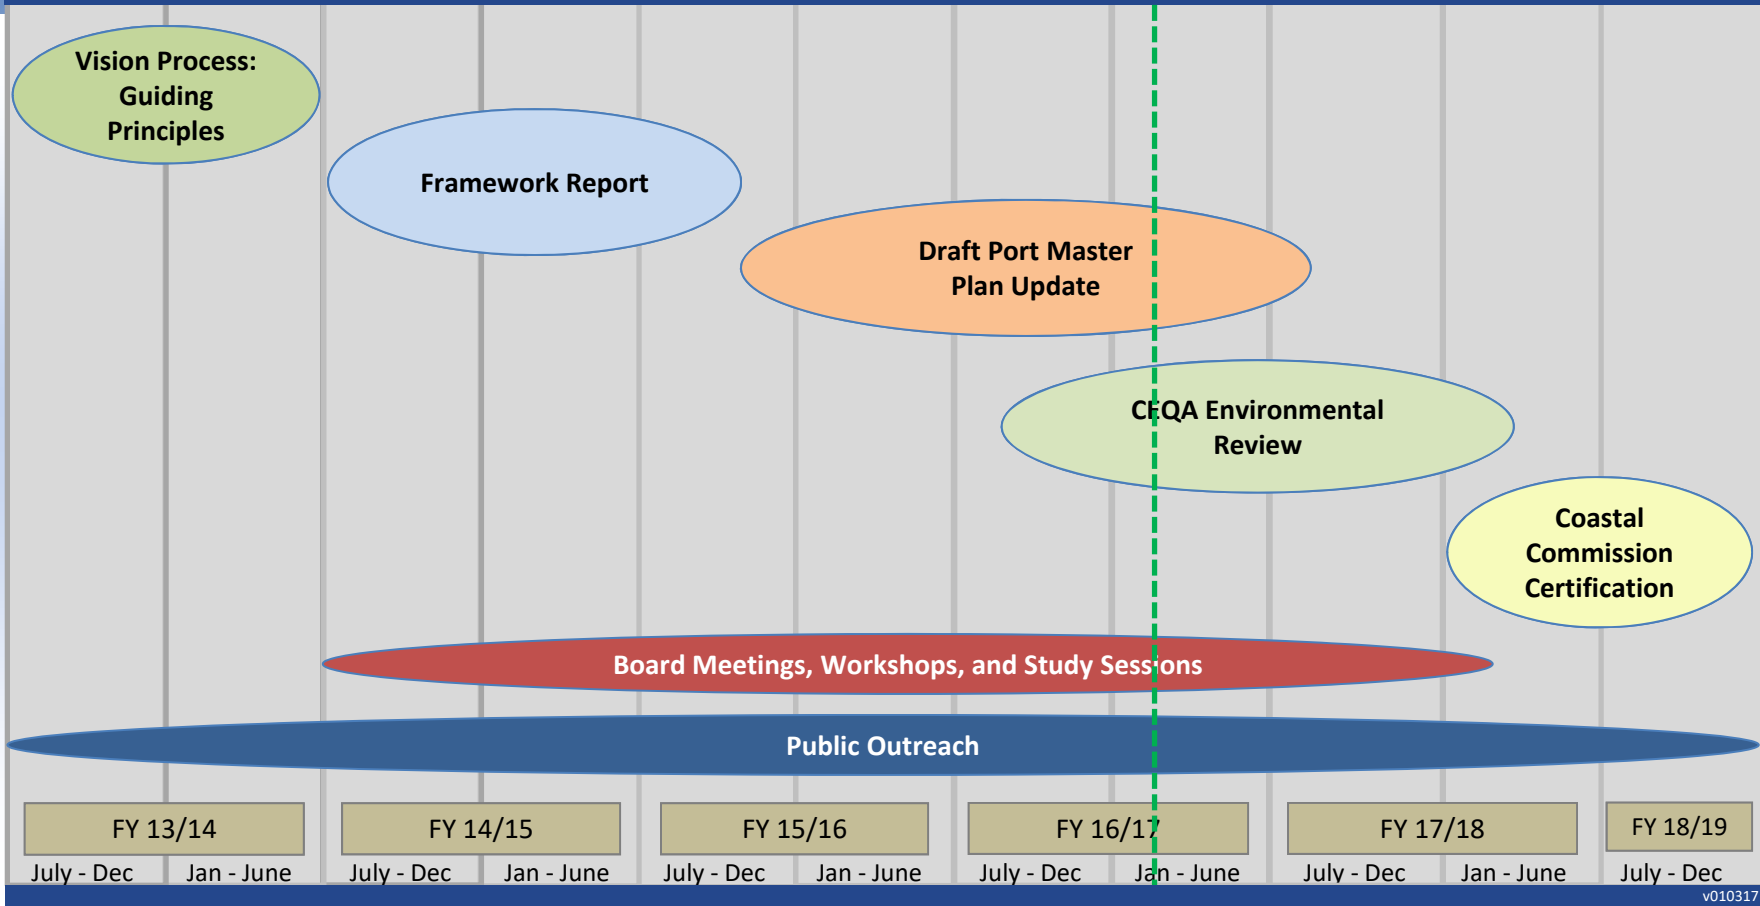 Vision Process:
Guiding
Principles
Framework Report
Draft Port Master
Plan Update
CEQA Environmental
Review
Coastal
Commission
Certification
Board Meetings, Workshops, and Study Sessions
Public Outreach
FY 13/14
FY 14/15
FY 15/16
FY 16/17
FY 17/18
FY 18/19
July - Dec
Jan - June
July - Dec
Jan - June
July - Dec
Jan - June
July - Dec
Jan - June
July - Dec
Jan - June
July - Dec
v010317